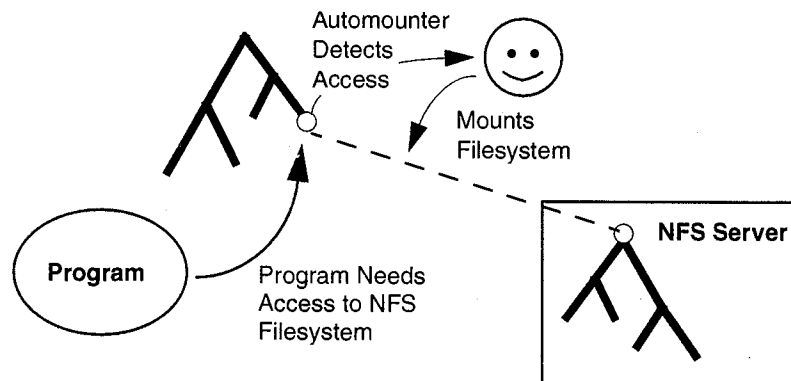 Automounter
Detects
Access
Mounts
Filesystem
NFS Server
Program
Program Needs
Access to NFS
Filesystem